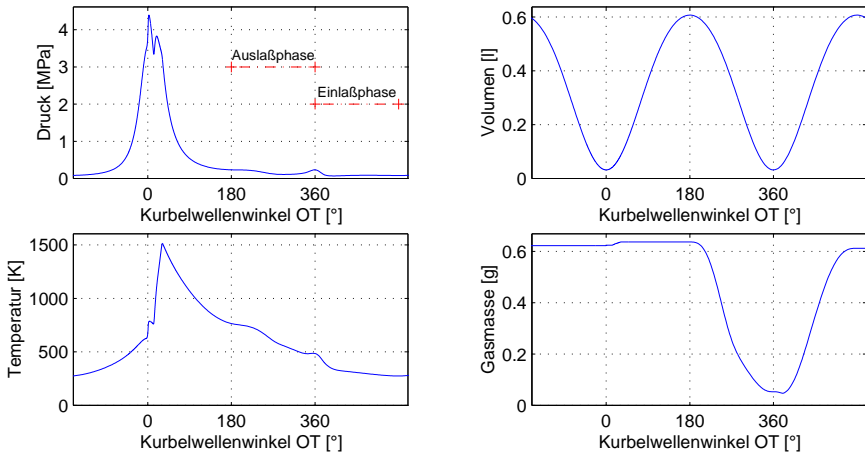 Druck [MPa]
4
3
2
1
0
Auslaßphase
Einlaßphase
0 180 360
Kurbelwellenwinkel OT [°]
Volumen [l]
0.6
0.4
0.2
0
0 180 360
Kurbelwellenwinkel OT [°]
Temperatur [K]
1500
1000
500
0
0 180 360
Kurbelwellenwinkel OT [°]
Gasmasse [g]
0.6
0.4
0.2
0
0 180 360
Kurbelwellenwinkel OT [°]